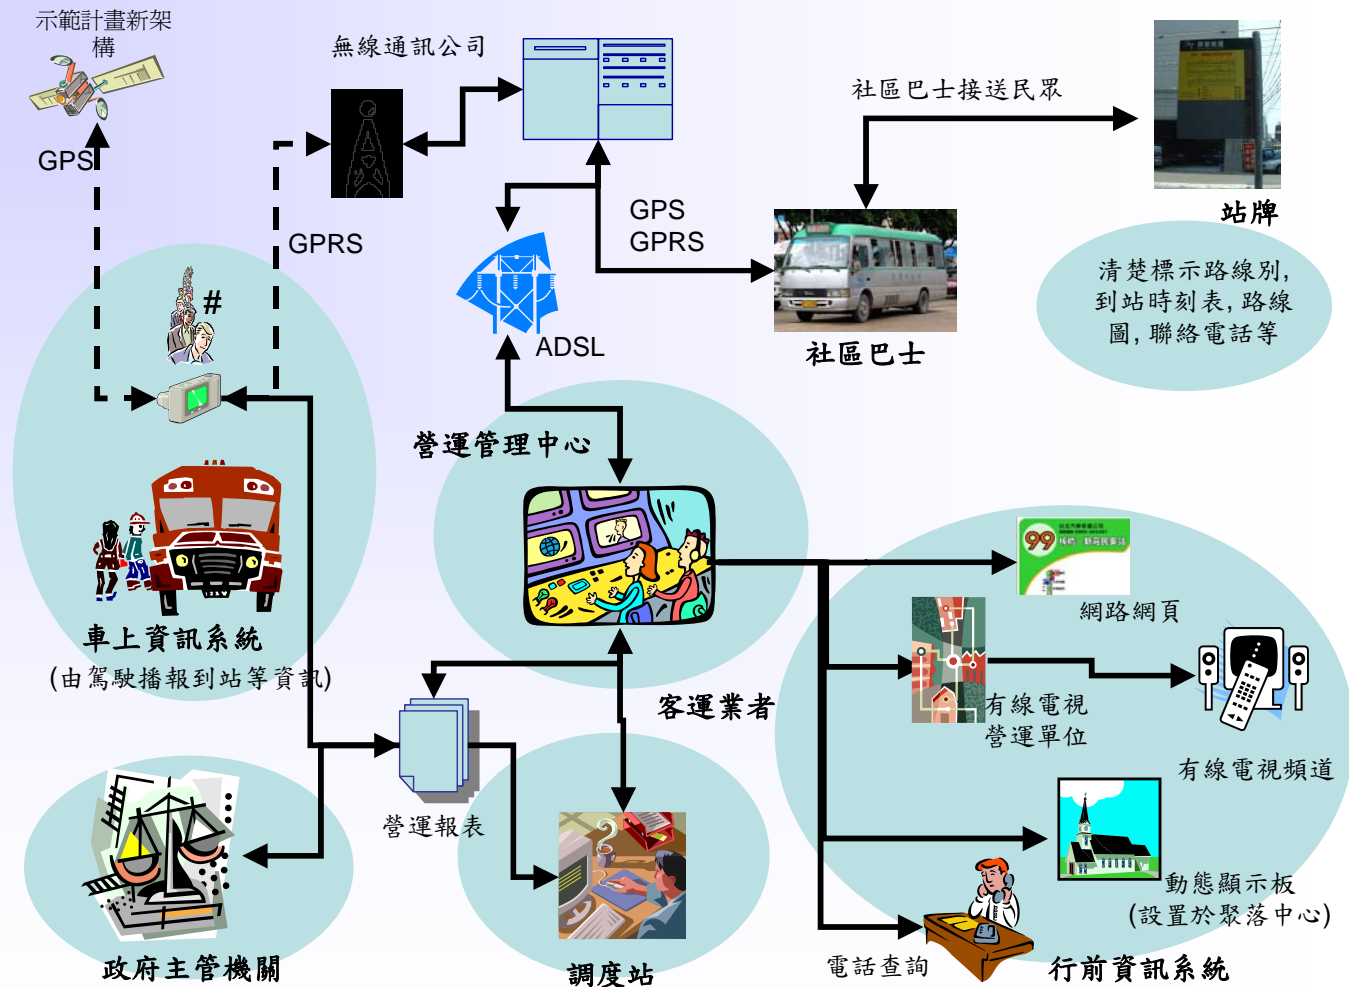 示範計畫新架
構
無線通訊公司
社區巴士接送民眾
GPS
GPRS
GPS
GPRS
站牌
清楚標示路線別,
到站時刻表, 路線
圖, 聯絡電話等
#
ADSL
社區巴士
營運管理中心
99
網路網頁
車上資訊系統
(由駕駛播報到站等資訊)
客運業者
有線電視
營運單位
有線電視頻道
營運報表
動態顯示板
(設置於聚落中心)
電話查詢
行前資訊系統
政府主管機關
調度站